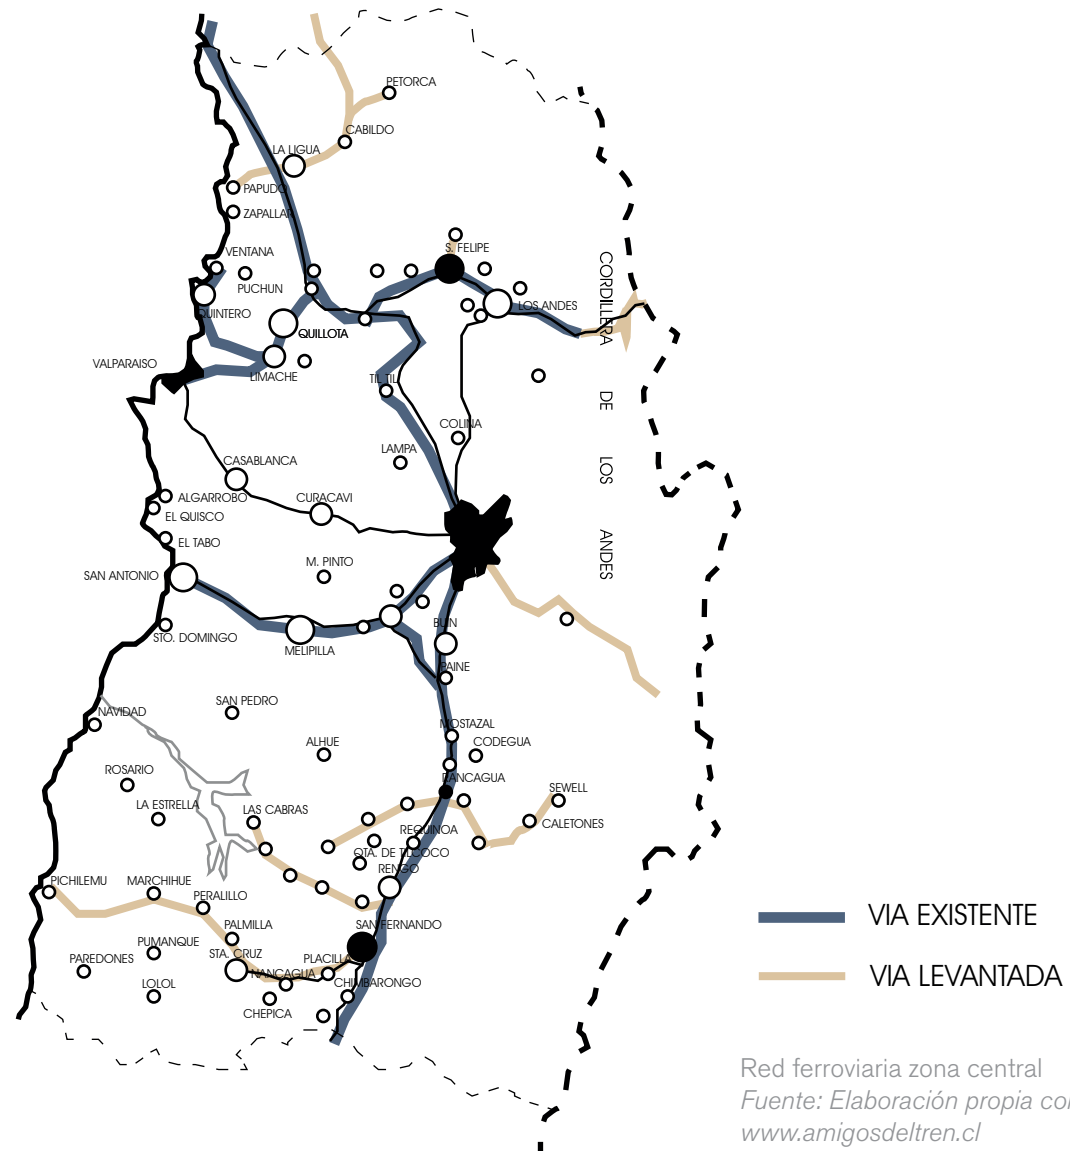 PETORCA
CABILDO
LA LIGUA
PAPUDO
ZAPALLAR
VENTANA
S. FELIPE
PUCHUN
LOS ANDES
QUINTERO
QUILLOTA
VALPARAISO
LIMACHE
TIL TIL
COLINA
LAMPA
CASABLANCA
CURACAVI
ALGARROBO
EL QUISCO
EL TABO
M. PINTO
SAN ANTONIO
STO. DOMINGO
MELIPILLA
BUIN
PAINE
CORDILLERA DE LOS ANDES
SAN PEDRO
NAVIDAD
MOSTAZAL
ALHUE
CODEGUA
ROSARIO
RANCAGUA
SEWELL
LA ESTRELLA
LAS CABRAS
CALETONES
REQUINOA
QTA. DE TILCOCO
RENGO
PICHILEMU
MARCHIHUE
PERALILLO
PALMILLA
SAN FERNANDO
PUMANQUE
STA. CRUZ
PLACILLA
PAREDONES
NANCAGUA
CHIMBARONGO
LOLOL
CHEPICA
VIA EXISTENTE
VIA LEVANTADA
Red ferroviaria zona central
Fuente: Elaboración propia co
www.amigosdeltren.cl